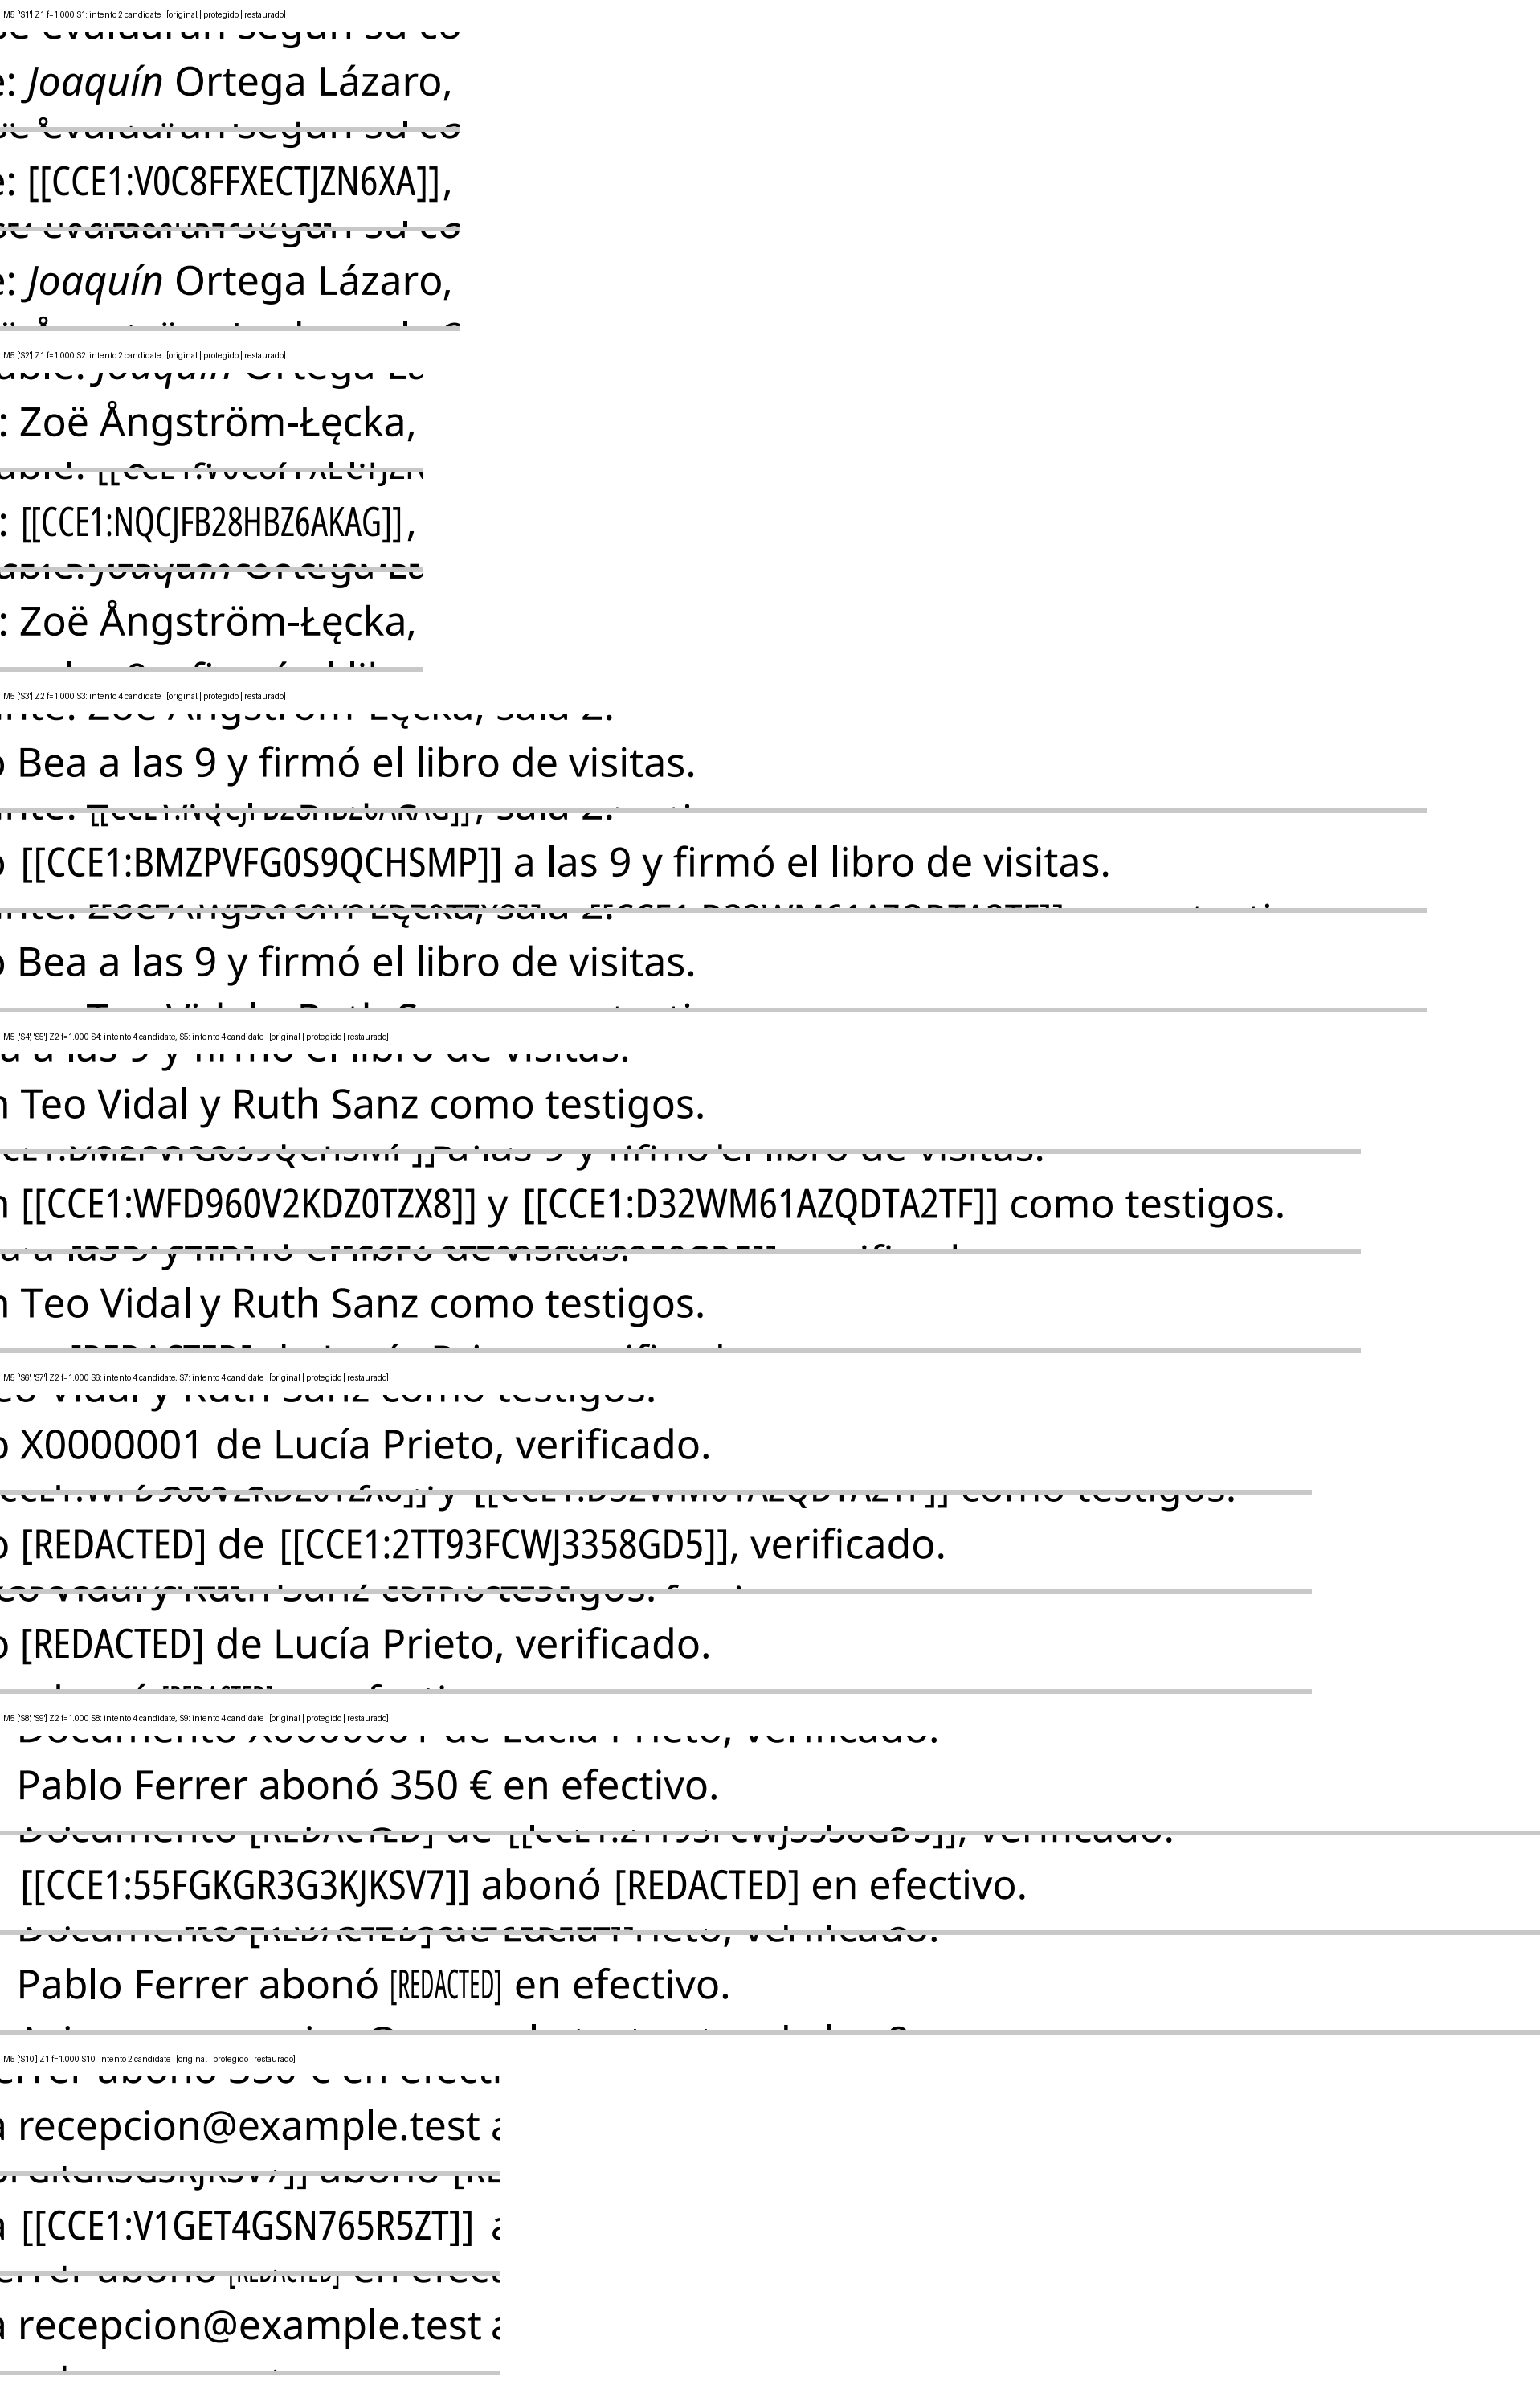 M5 ['S1'] Z1 f=1.000 S1: intento 2 candidate [original | protegido | restaurado]
se evaluarán según su co
e: Joaquín Ortega Lázaro,
e: [[CCE1:V0C8FFXECTJZN6XA]],
se evaluarán según su co
e: Joaquín Ortega Lázaro,
M5 ['S2'] Z1 f=1.000 S2: intento 2 candidate [original | protegido | restaurado]
: Zoë Ångström-Łęcka,
: [[CCE1:NQCJFB28HBZ6AKAG]],
: Zoë Ångström-Łęcka,
M5 ['S3'] Z2 f=1.000 S3: intento 4 candidate [original | protegido | restaurado]
o Bea a las 9 y firmó el libro de visitas.
o [[CCE1:BMZPVFG0S9QCHSMP]] a las 9 y firmó el libro de visitas.
o Bea a las 9 y firmó el libro de visitas.
M5 ['S4', 'S5'] Z2 f=1.000 S4: intento 4 candidate, S5: intento 4 candidate [original | protegido | restaurado]
n Teo Vidal y Ruth Sanz como testigos.
n [[CCE1:WFD960V2KDZ0TZX8]] y [[CCE1:D32WM61AZQDTA2TF]] como testigos.
n Teo Vidal y Ruth Sanz como testigos.
M5 ['S6', 'S7'] Z2 f=1.000 S6: intento 4 candidate, S7: intento 4 candidate [original | protegido | restaurado]
o X0000001 de Lucía Prieto, verificado.
o [REDACTED] de [[CCE1:2TT93FCWJ3358GD5]], verificado.
o [REDACTED] de Lucía Prieto, verificado.
M5 ['S8', 'S9'] Z2 f=1.000 S8: intento 4 candidate, S9: intento 4 candidate [original | protegido | restaurado]
Pablo Ferrer abonó 350 € en efectivo.
[[CCE1:55FGKGR3G3KJKSV7]] abonó [REDACTED] en efectivo.
Pablo Ferrer abonó [REDACTED] en efectivo.
M5 ['S10'] Z1 f=1.000 S10: intento 2 candidate [original | protegido | restaurado]
a recepcion@example.test a
a [[CCE1:V1GET4GSN765R5ZT]] a
a recepcion@example.test a